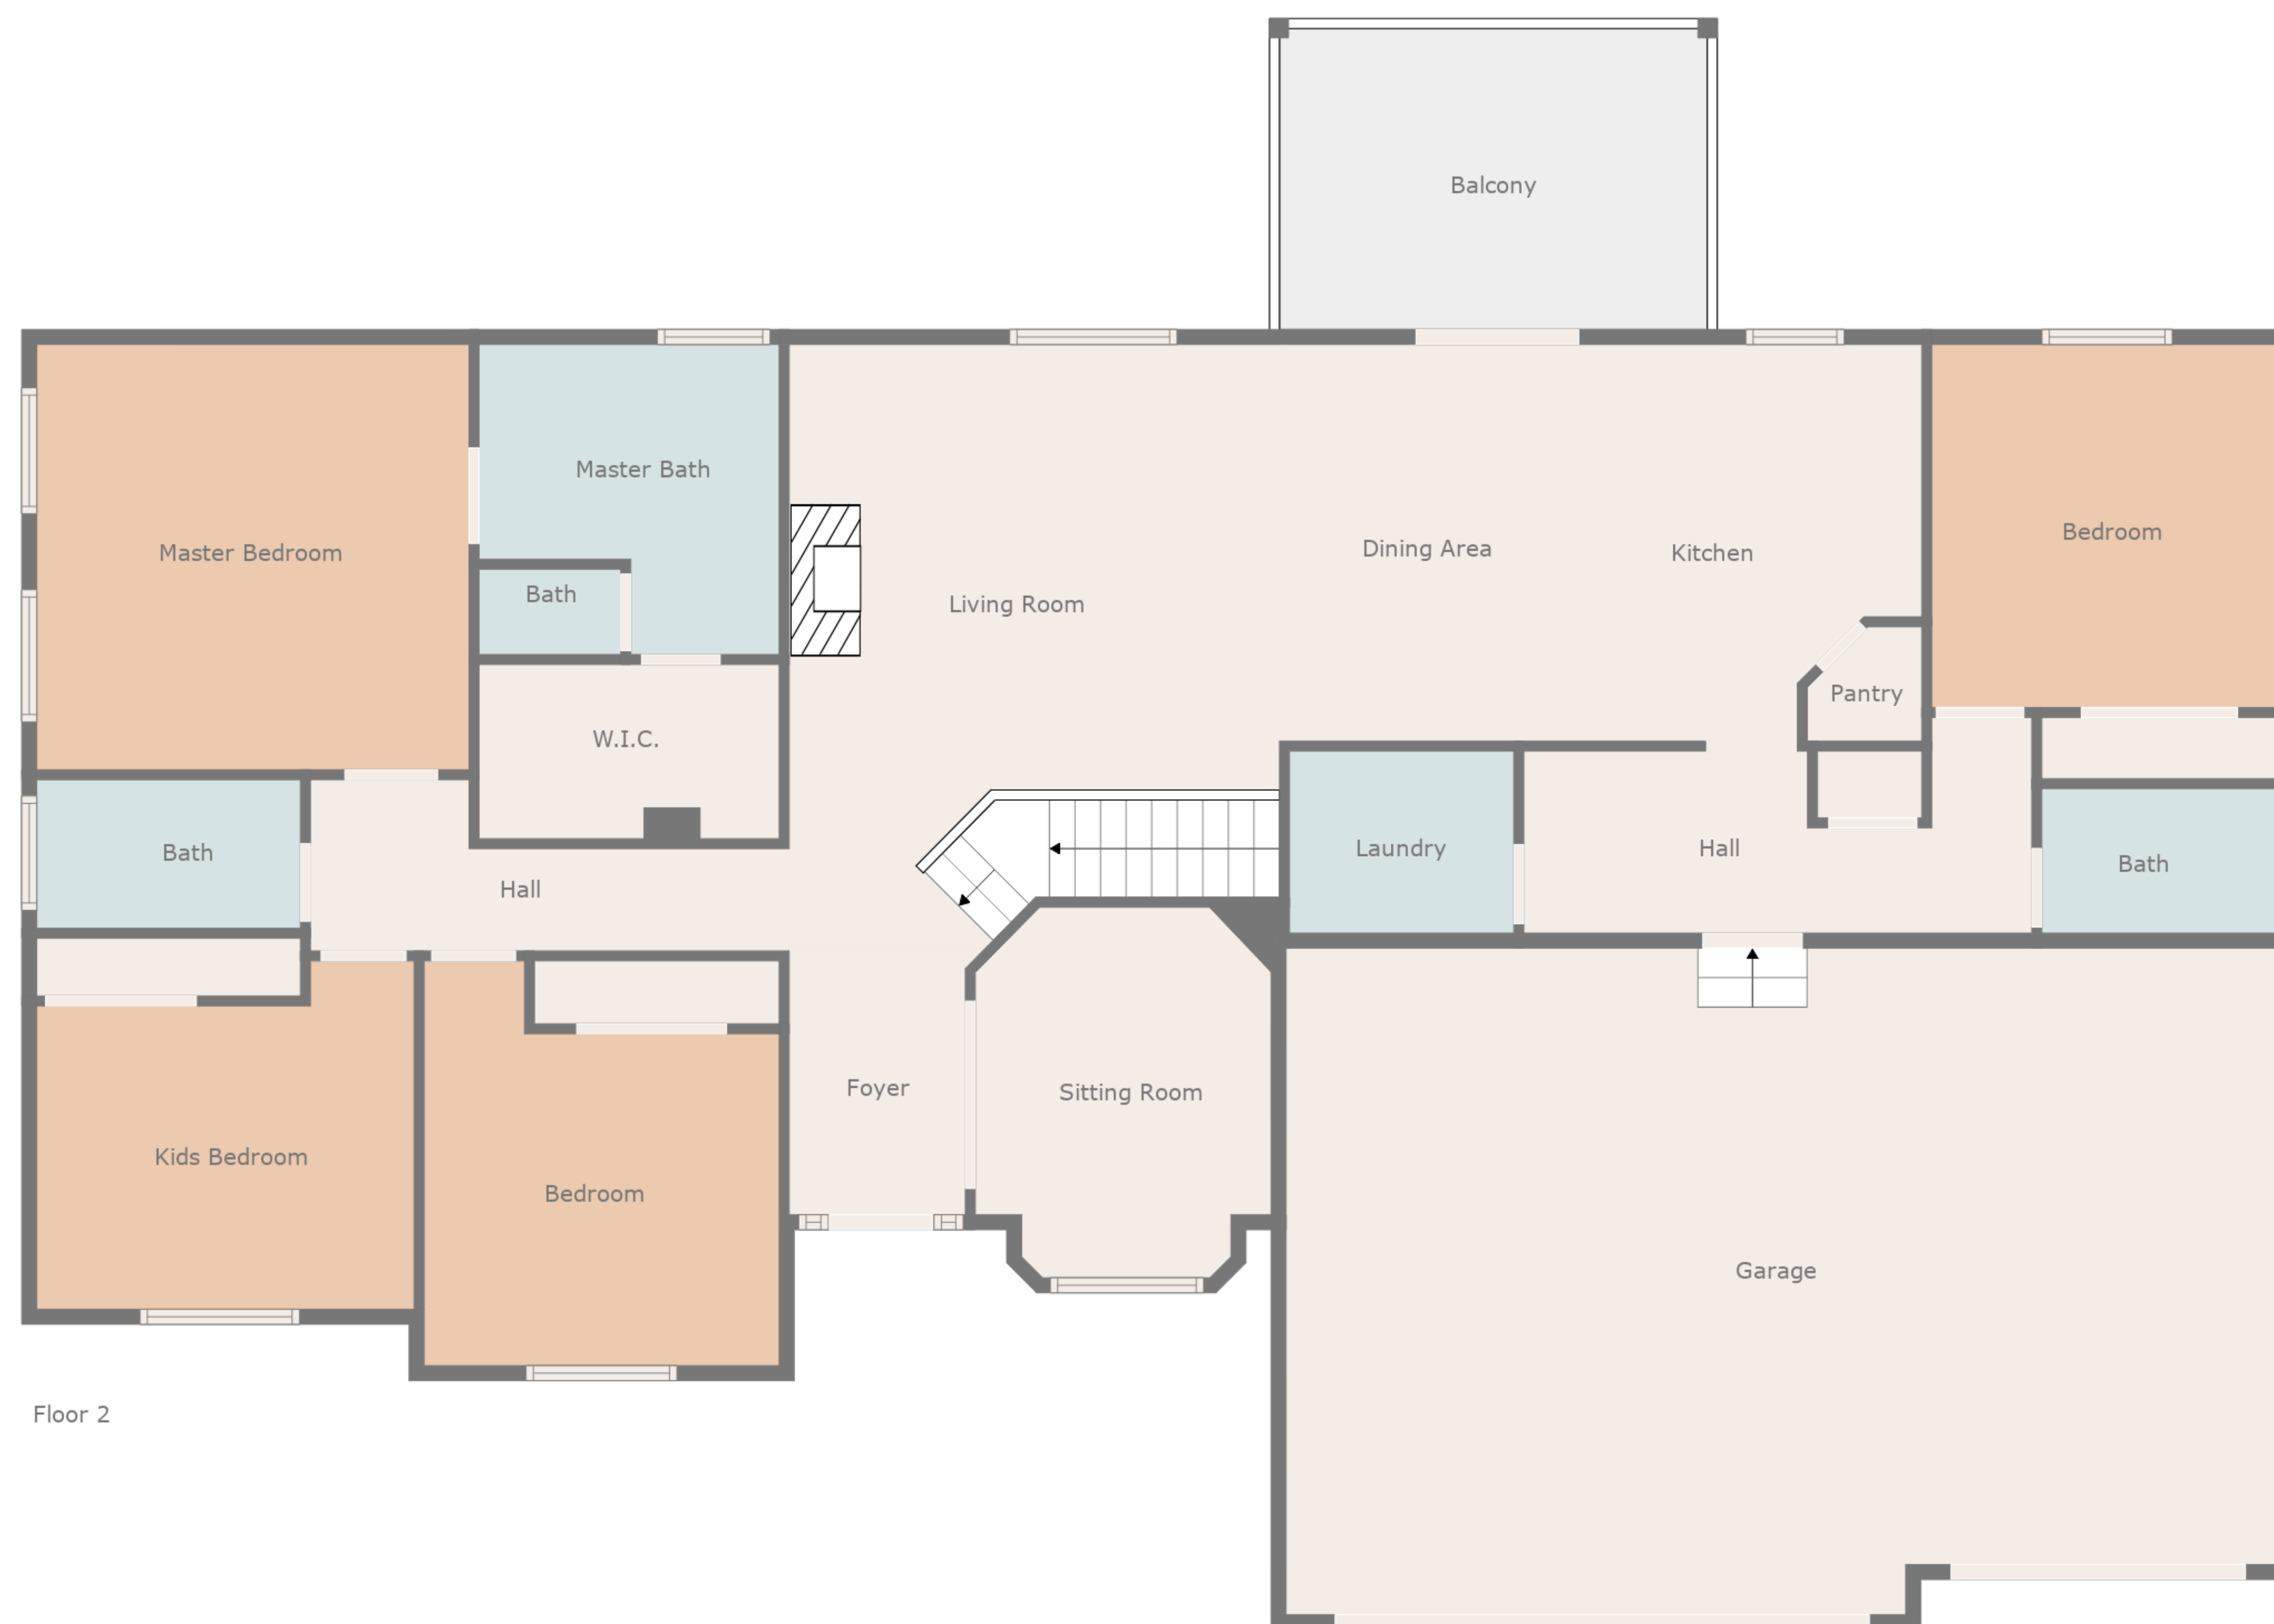 Balcony
Master Bath
Bedroom
Dining Area
Kitchen
Master Bedroom
Bath
Living Room
Pantry
W.I.C.
Laundry
Hall
Bath
Bath
Hall
Foyer
Sitting Room
Kids Bedroom
Bedroom
Garage
Floor 2